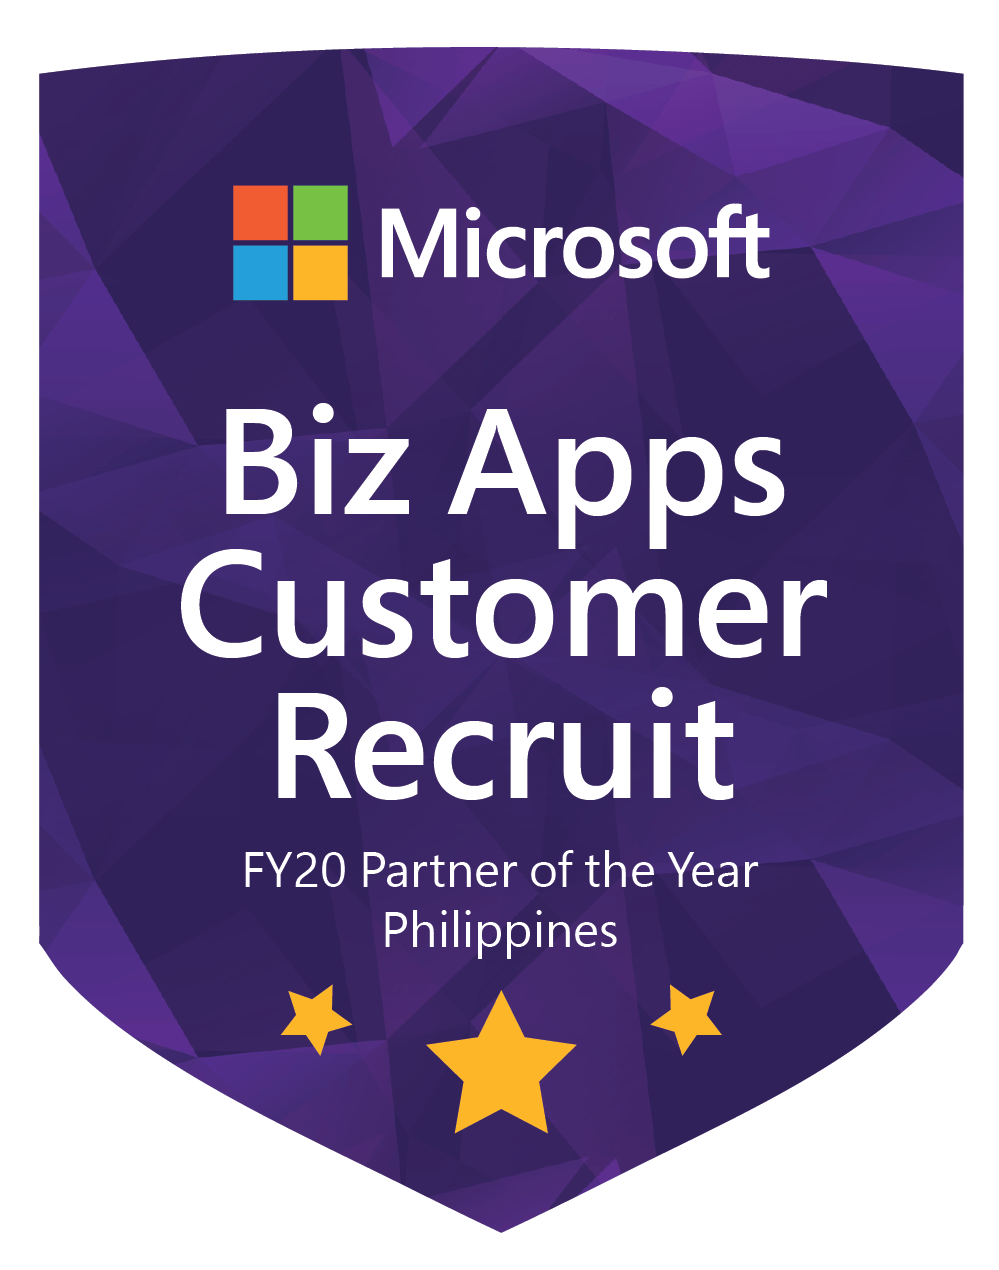 Microsoft
Biz Apps
Customer
Recruit
FY20 Partner of the Year
Philippines